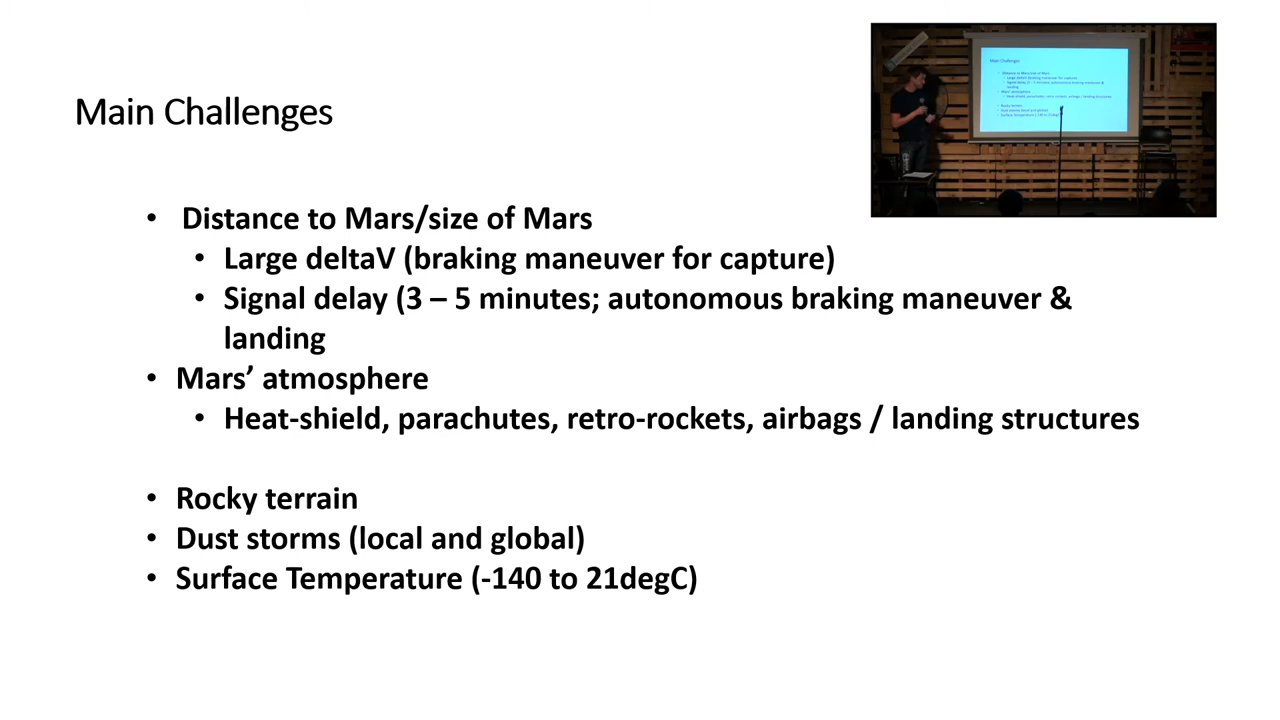 Main Challenges
• Distance to Mars/size of Mars
• Large deltaV (braking maneuver for capture)
• Signal delay (3 – 5 minutes; autonomous braking maneuver &
landing
• Mars’ atmosphere
• Heat-shield, parachutes, retro-rockets, airbags / landing structures
• Rocky terrain
• Dust storms (local and global)
• Surface Temperature (-140 to 21degC)
Main Challenges